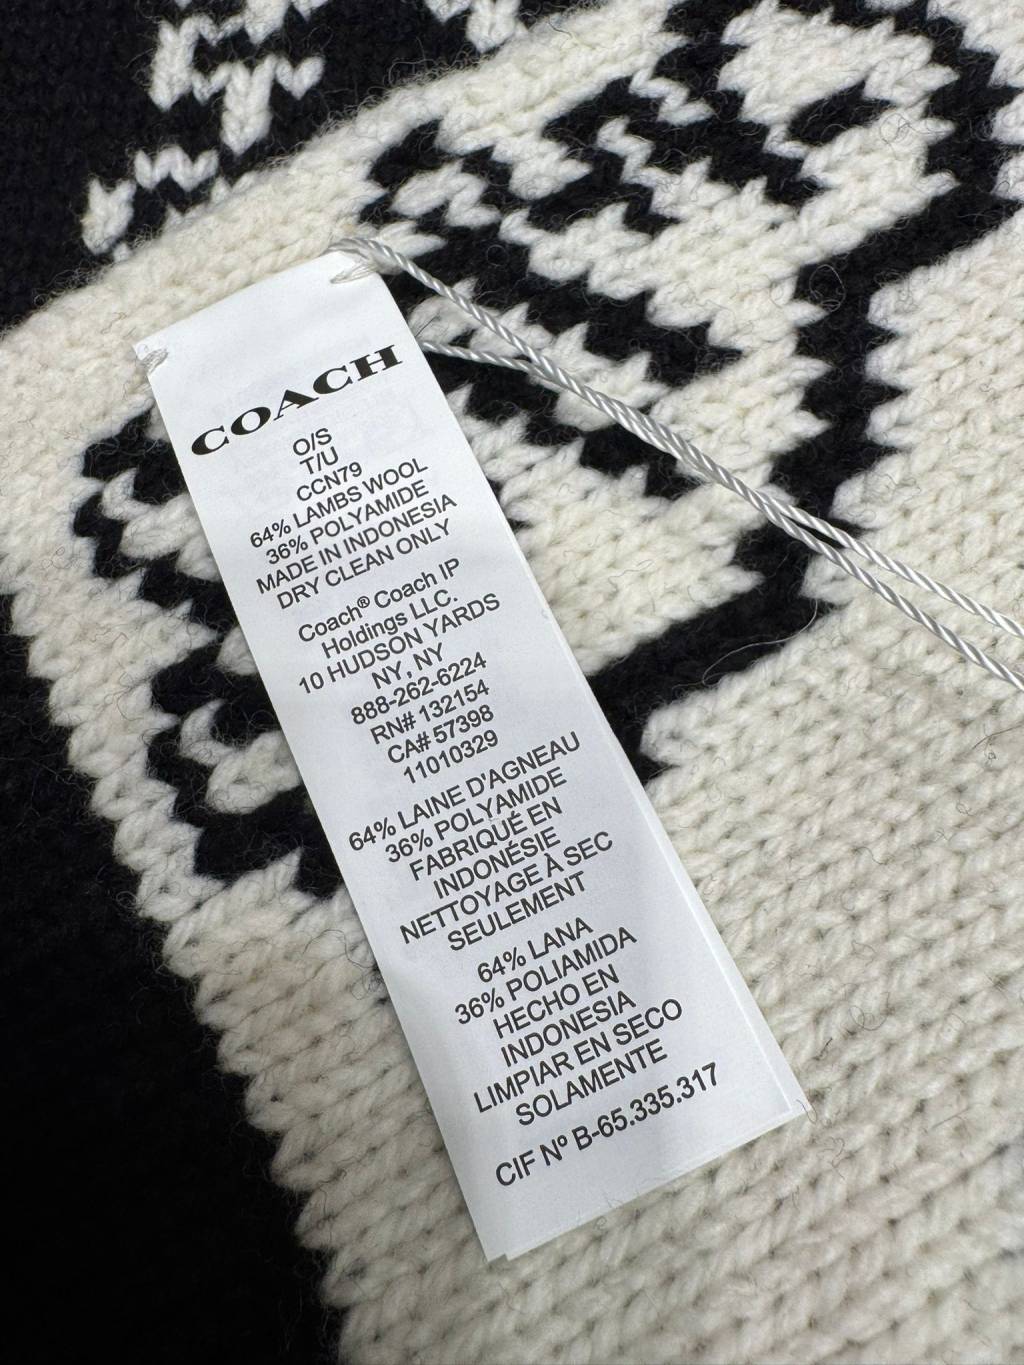 COACH
O/S
T/U
CCN79
64% LAMBS WOOL
36% POLYAMIDE
MADE IN INDONESIA
DRY CLEAN ONLY
Coach® Coach IP
Holdings LLC.
10 HUDSON YARDS
NY, NY
888-262-6224
RN# 132154
CA# 57398
11010329
64% LAINE D'AGNEAU
36% POLYAMIDE
FABRIQUÉ EN
INDONÉSIE
NETTOYAGE À SEC
SEULEMENT
64% LANA
36% POLIAMIDA
HECHO EN
INDONESIA
LIMPIAR EN SECO
SOLAMENTE
CIF Nº B-65.335.317